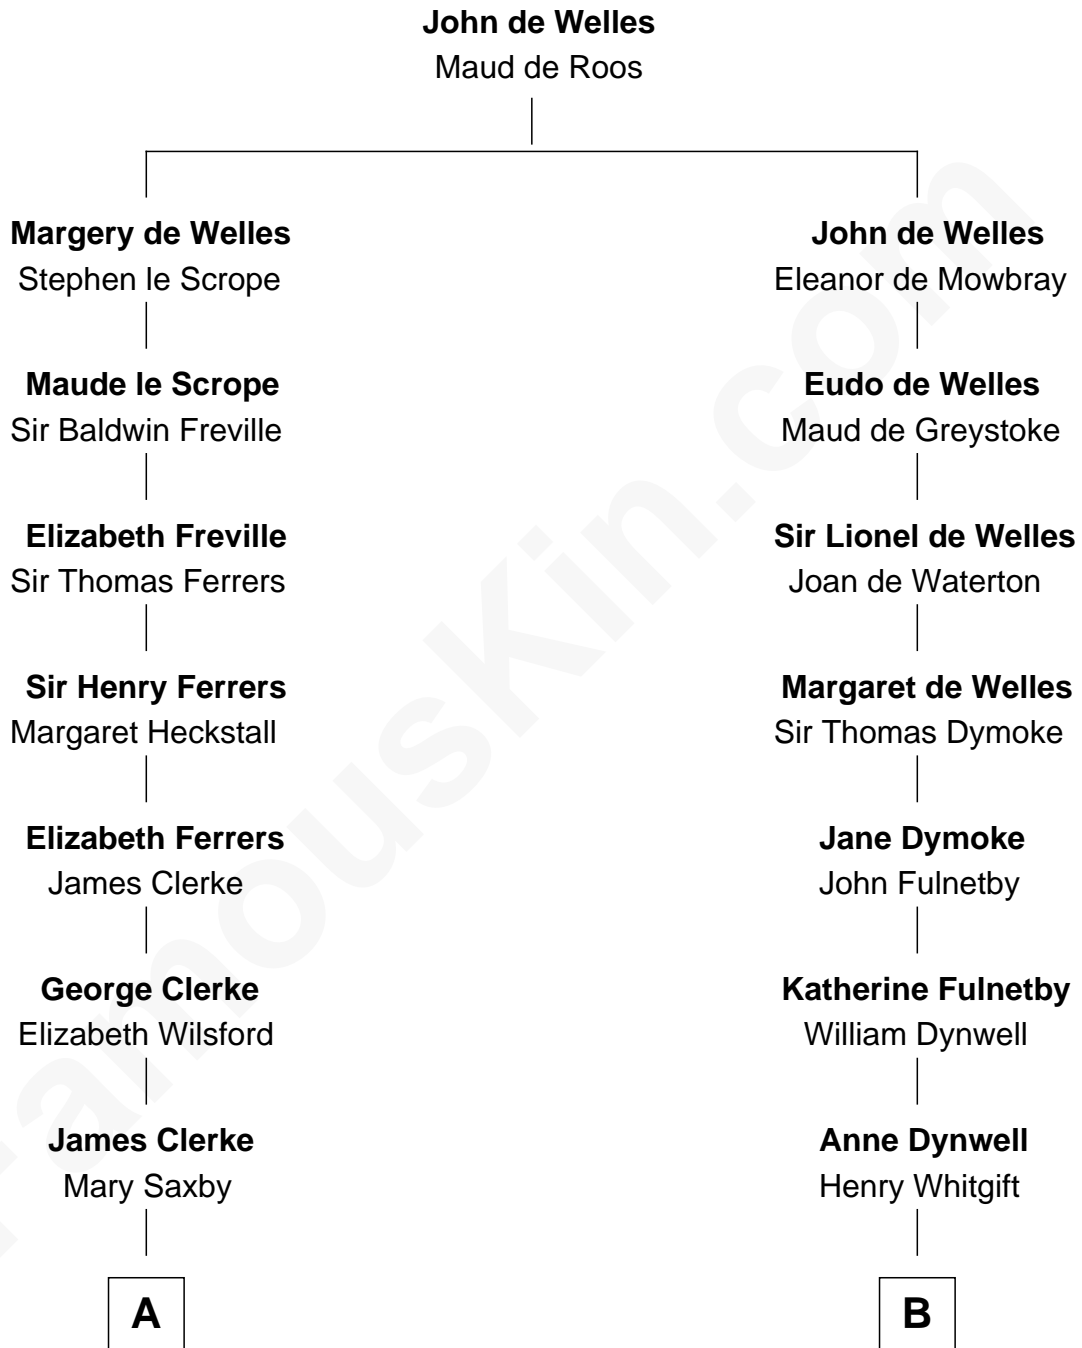 John de Welles
Maud de Roos
Margery de Welles
Stephen le Scrope
John de Welles
Eleanor de Mowbray
Maude le Scrope
Sir Baldwin Freville
Eudo de Welles
Maud de Greystoke
Elizabeth Freville
Sir Thomas Ferrers
Sir Lionel de Welles
Joan de Waterton
Sir Henry Ferrers
Margaret Heckstall
Margaret de Welles
Sir Thomas Dymoke
Elizabeth Ferrers
James Clerke
Jane Dymoke
John Fulnetby
George Clerke
Elizabeth Wilsford
Katherine Fulnetby
William Dynwell
James Clerke
Mary Saxby
Anne Dynwell
Henry Whitgift
A
B
FamousKin.com